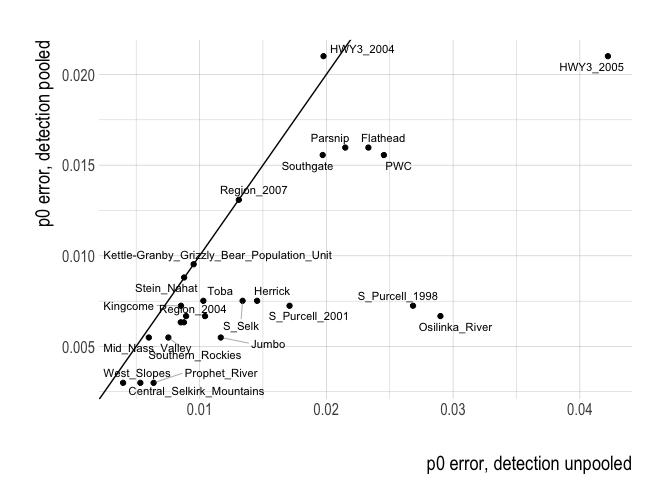 p0 error, detection pooled
0.020
0.015
0.010
0.005
HWY3_2004
HWY3_2005
Parsnip
Flathead
Southgate
PWC
Region_2007
Kettle-Granby_Grizzly_Bear_Population_Unit
Stein_Nahat
Toba
Herrick
S_Purcell_1998
Kingcome
Region_2004
S_Purcell_2001
S_Selk
Osilinka_River
Jumbo
Mid_Nass_Valley
Southern_Rockies
West_Slopes
Prophet_River
Central_Selkirk_Mountains
0.01
0.02
0.03
0.04
p0 error, detection unpooled